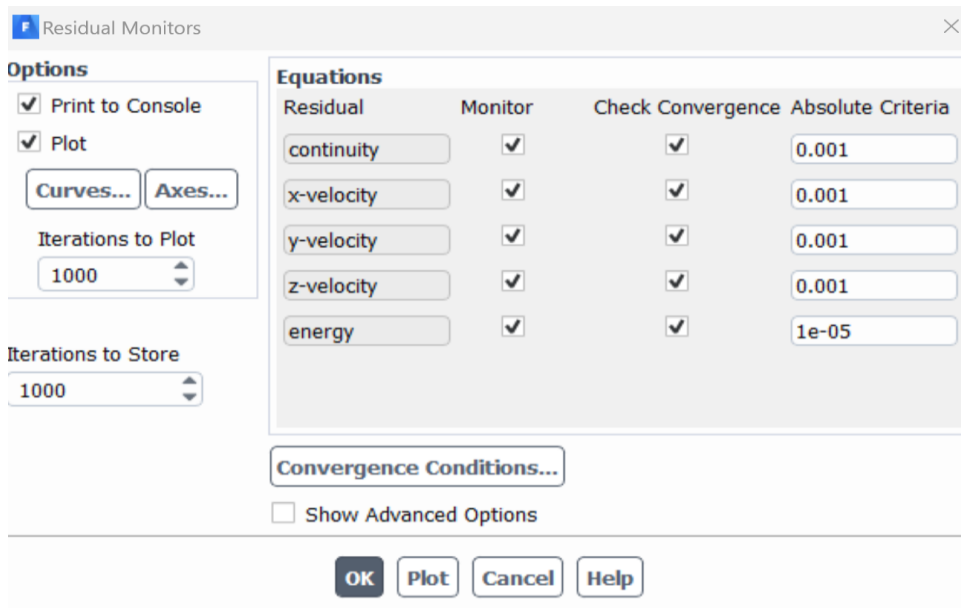 F Residual Monitors
Options
Print to Console
Plot
Curves... Axes...
Iterations to Plot
1000
Iterations to Store
1000
Equations
Residual Monitor Check Convergence Absolute Criteria
continuity 0.001
x-velocity 0.001
y-velocity 0.001
z-velocity 0.001
energy 1e-05
Convergence Conditions...
Show Advanced Options
OK Plot Cancel Help